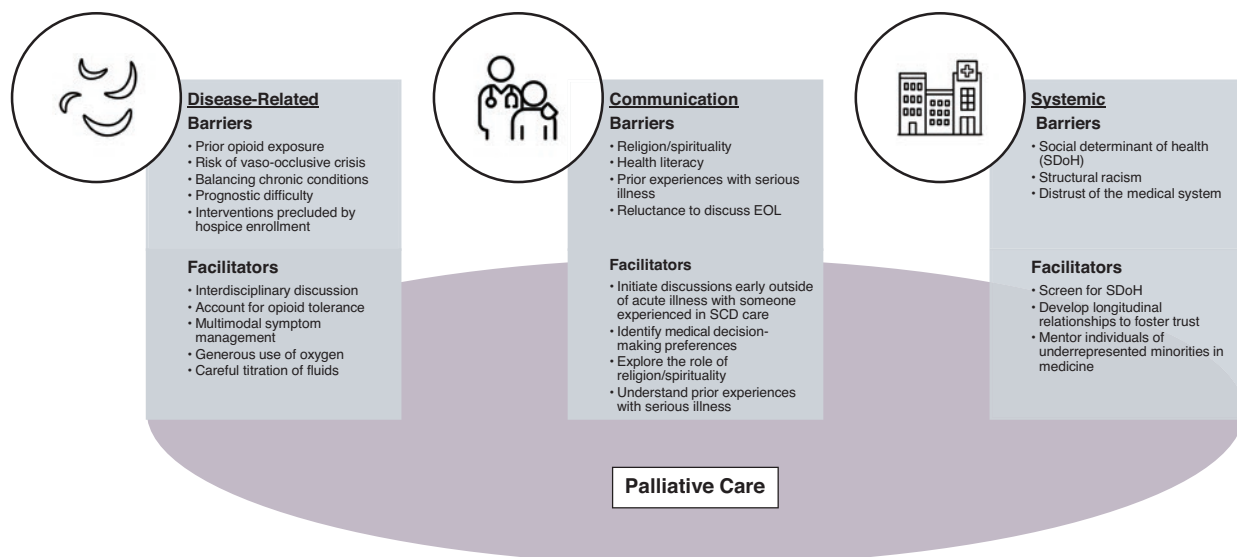 Disease-Related
Barriers
• Prior opioid exposure
• Risk of vaso-occlusive crisis
• Balancing chronic conditions
• Prognostic difficulty
• Interventions precluded by
hospice enrollment
Facilitators
• Interdisciplinary discussion
• Account for opioid tolerance
• Multimodal symptom
management
• Generous use of oxygen
• Careful titration of fluids
Communication
Barriers
• Religion/spirituality
• Health literacy
• Prior experiences with serious
illness
• Reluctance to discuss EOL
Facilitators
• Initiate discussions early outside
of acute illness with someone
experienced in SCD care
• Identify medical decision-
making preferences
• Explore the role of
religion/spirituality
• Understand prior experiences
with serious illness
Systemic
Barriers
• Social determinant of health
(SDoH)
• Structural racism
• Distrust of the medical system
Facilitators
• Screen for SDoH
• Develop longitudinal
relationships to foster trust
• Mentor individuals of
underrepresented minorities in
medicine
Palliative Care